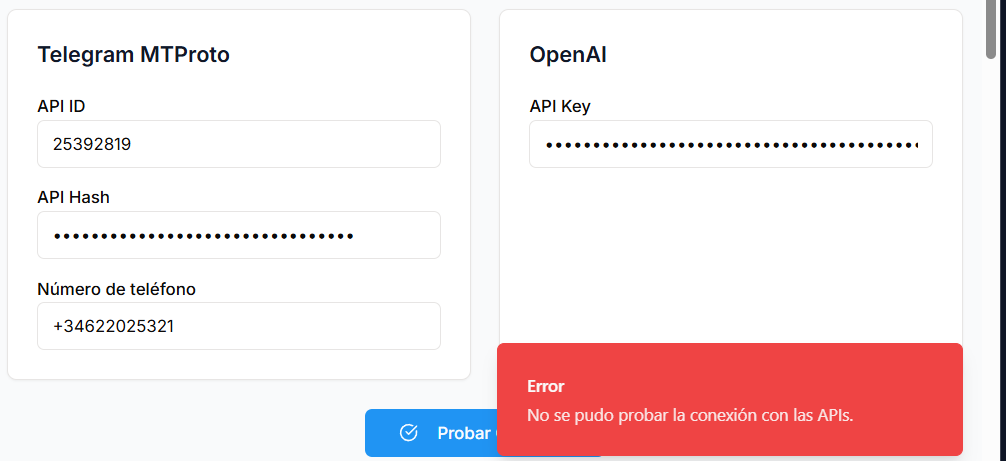 Telegram MTProto
API ID
25392819
API Hash
••••••••••••••••••••••••••••••••
Número de teléfono
+34622025321
OpenAI
API Key
••••••••••••••••••••••••••••••••••••••••
Probar
Error
No se pudo probar la conexión con las APIs.